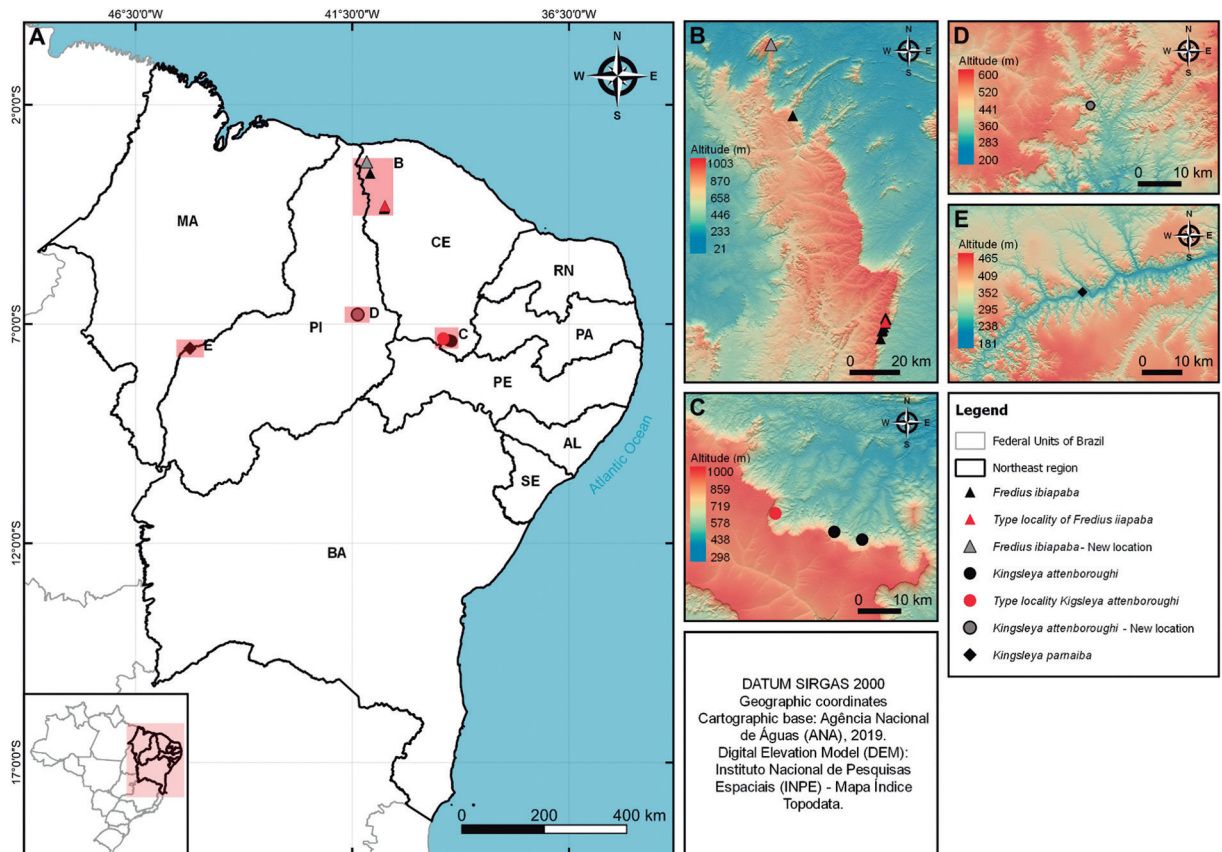 46°30'0"W
41°30'0"W
36°30'0"W
2°0'0"S
7°0'0"S
12°0'0"S
17°0'0"S
A
N
W E
S
B
MA
CE
RN
PI
D
C
PA
E
PE
AL
SE
BA
Atlantic Ocean
0 200 400 km
B
N
W E
S
Altitude (m)
1003
870
658
446
233
21
0 20 km
C
N
W E
S
Altitude (m)
1000
859
719
578
438
298
0 10 km
D
N
W E
S
Altitude (m)
600
520
441
360
283
200
0 10 km
E
N
W E
S
Altitude (m)
465
409
352
295
238
181
0 10 km
DATUM SIRGAS 2000
Geographic coordinates
Cartographic base: Agência Nacional
de Águas (ANA), 2019.
Digital Elevation Model (DEM):
Instituto Nacional de Pesquisas
Espaciais (INPE) - Mapa Índice
Topodata.
Legend
Federal Units of Brazil
Northeast region
Fredius ibiapaba
Type locality of Fredius iiapaba
Fredius ibiapaba - New location
Kingsleya attenboroughi
Type locality Kigsleya attenboroughi
Kingsleya attenboroughi - New location
Kingsleya parnaiba